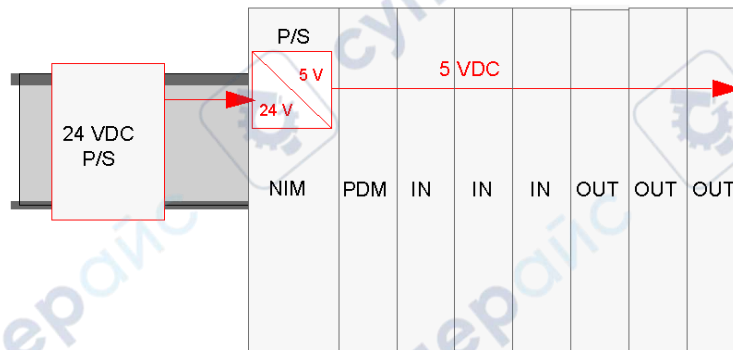 P/S
5 V
24 V
5 VDC
24 VDC
P/S
NIM PDM IN IN IN OUT OUT OUT